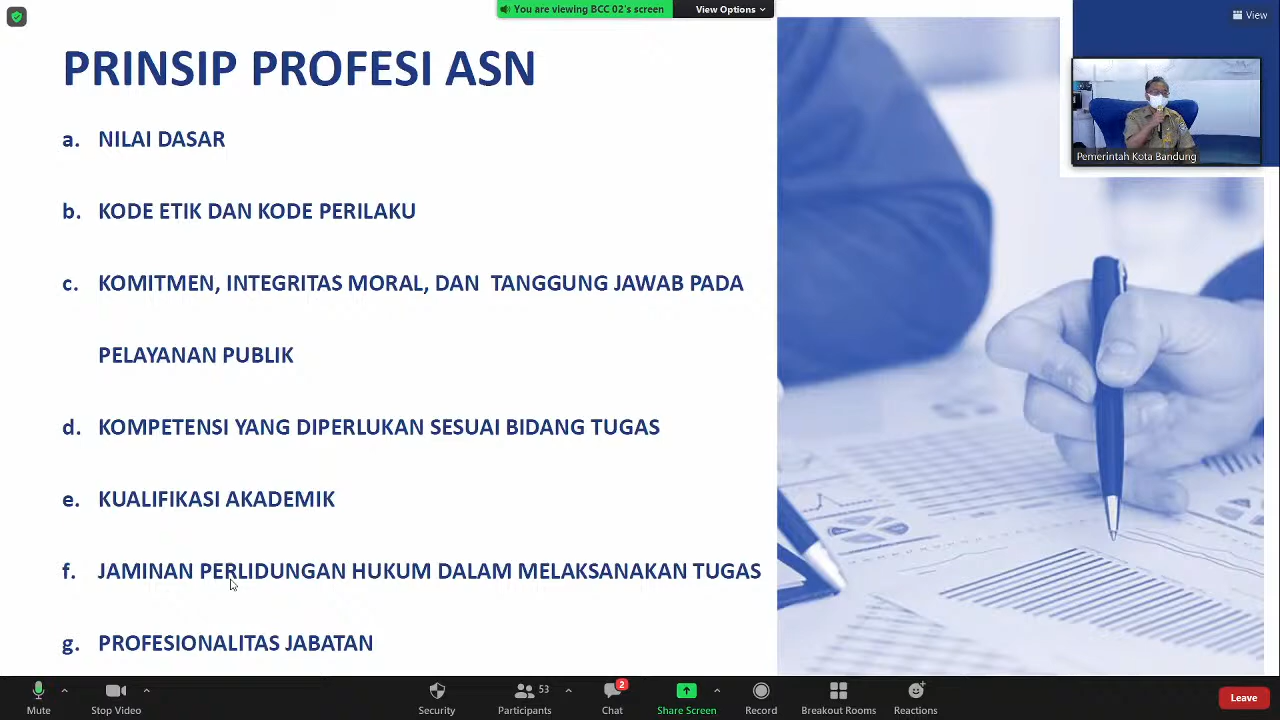 You are viewing BCC 02's screen
View Options
View
PRINSIP PROFESI ASN
a. NILAI DASAR
b. KODE ETIK DAN KODE PERILAKU
c. KOMITMEN, INTEGRITAS MORAL, DAN TANGGUNG JAWAB PADA
PELAYANAN PUBLIK
d. KOMPETENSI YANG DIPERLUKAN SESUAI BIDANG TUGAS
e. KUALIFIKASI AKADEMIK
f. JAMINAN PERLIDUNGAN HUKUM DALAM MELAKSANAKAN TUGAS
g. PROFESIONALITAS JABATAN
Pemerintah Kota Bandung
Mute
Stop Video
Security
Participants 53
Chat 2
Share Screen
Record
Breakout Rooms
Reactions
Leave